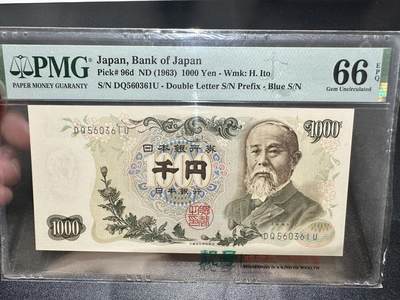 PMG
PAPER MONEY GUARANTY
Japan, Bank of Japan
Pick# 96d ND (1963) 1000 Yen - Wmk: H. Ito
S/N DQ560361U - Double Letter S/N Prefix - Blue S/N
66 EPQ
Gem Uncirculated
DQ560361U
1000
日本銀行券
千円
日本銀行
1000
DQ560361U